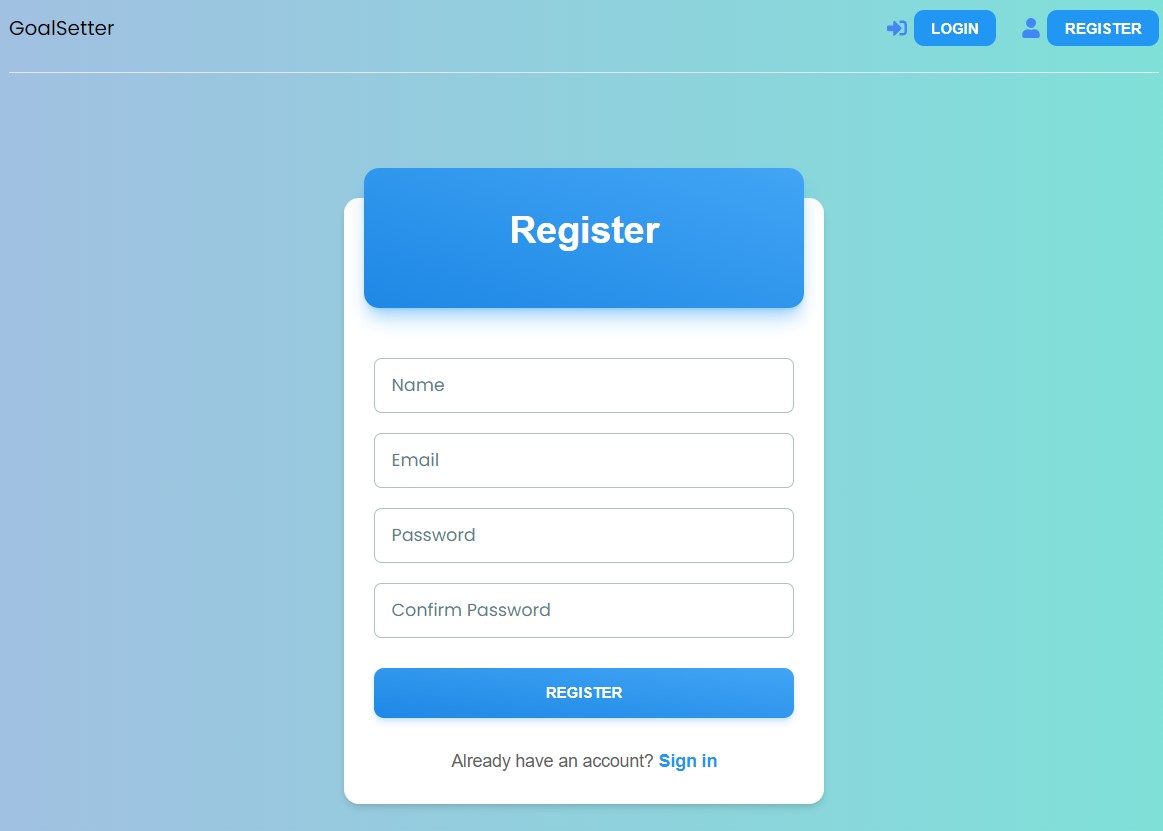 GoalSetter
LOGIN
REGISTER
Register
Name
Email
Password
Confirm Password
REGISTER
Already have an account? Sign in